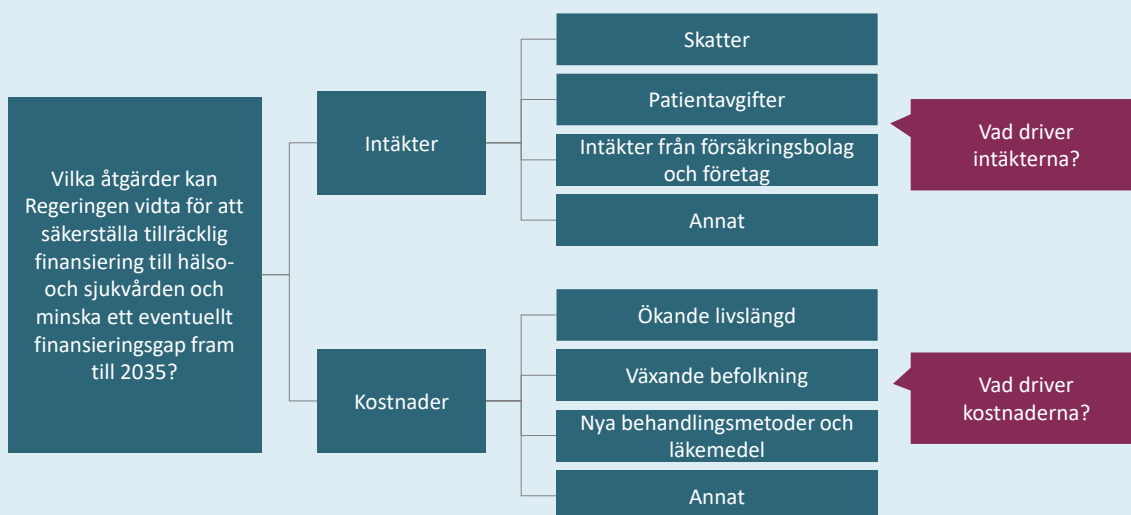 Vilka åtgärder kan
Regeringen vidta för att
säkerställa tillräcklig
finansiering till hälso-
och sjukvården och
minska ett eventuellt
finansieringsgap fram
till 2035?
Intäkter
Skatter
Patientavgifter
Intäkter från försäkringsbolag
och företag
Annat
Vad driver
intäkterna?
Kostnader
Ökande livslängd
Växande befolkning
Nya behandlingsmetoder och
läkemedel
Annat
Vad driver
kostnaderna?